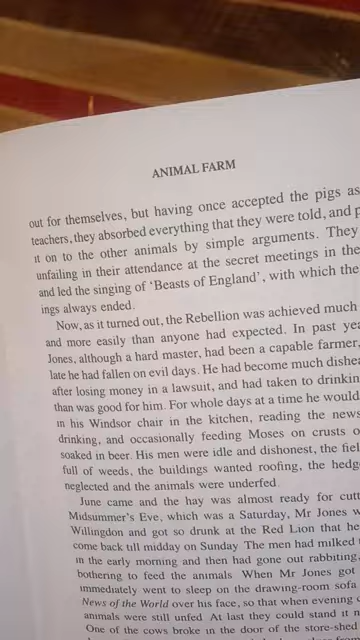 ANIMAL FARM
out for themselves, but having once accepted the pigs as
teachers, they absorbed everything that they were told, and p
it on to the other animals by simple arguments. They
unfailing in their attendance at the secret meetings in the
and led the singing of 'Beasts of England', with which the
ings always ended.
Now, as it turned out, the Rebellion was achieved much
and more easily than anyone had expected. In past yea
Jones, although a hard master, had been a capable farmer,
late he had fallen on evil days. He had become much dishea
after losing money in a lawsuit, and had taken to drinkin
than was good for him. For whole days at a time he would
in his Windsor chair in the kitchen, reading the news
drinking, and occasionally feeding Moses on crusts o
soaked in beer. His men were idle and dishonest, the fiel
full of weeds, the buildings wanted roofing, the hedg
neglected and the animals were underfed
June came and the hay was almost ready for cutt
Midsummer's Eve, which was a Saturday, Mr Jones w
Willingdon and got so drunk at the Red Lion that he
come back till midday on Sunday The men had milked t
in the early morning and then had gone out rabbiting,
bothering to feed the animals When Mr Jones got
immediately went to sleep on the drawing-room sofa
News of the World over his face, so that when evening c
animals were still unfed At last they could stand it n
One of the cows broke in the door of the store-shed